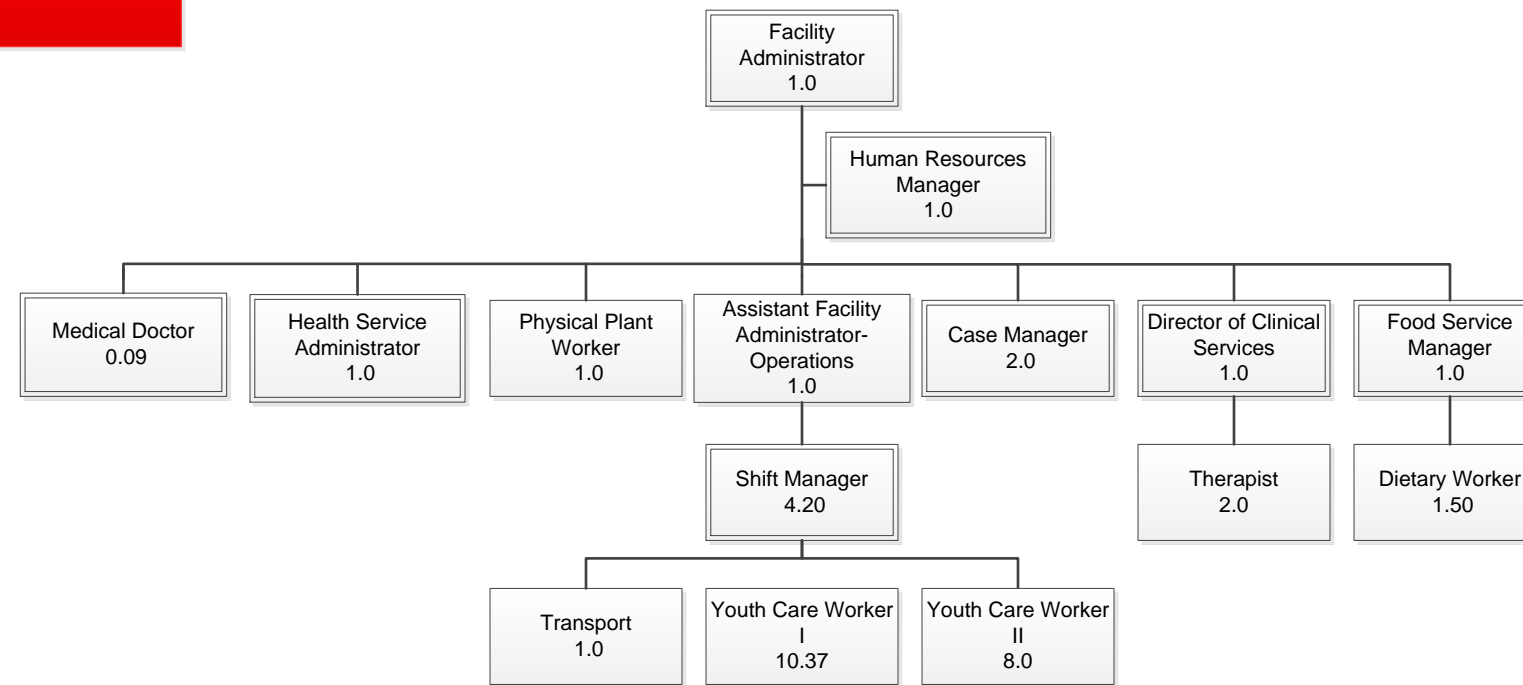 Facility
Administrator
1.0
Human Resources
Manager
1.0
Medical Doctor
0.09
Health Service
Administrator
1.0
Physical Plant
Worker
1.0
Assistant Facility
Administrator-
Operations
1.0
Case Manager
2.0
Director of Clinical
Services
1.0
Food Service
Manager
1.0
Shift Manager
4.20
Therapist
2.0
Dietary Worker
1.50
Transport
1.0
Youth Care Worker
I
10.37
Youth Care Worker
II
8.0